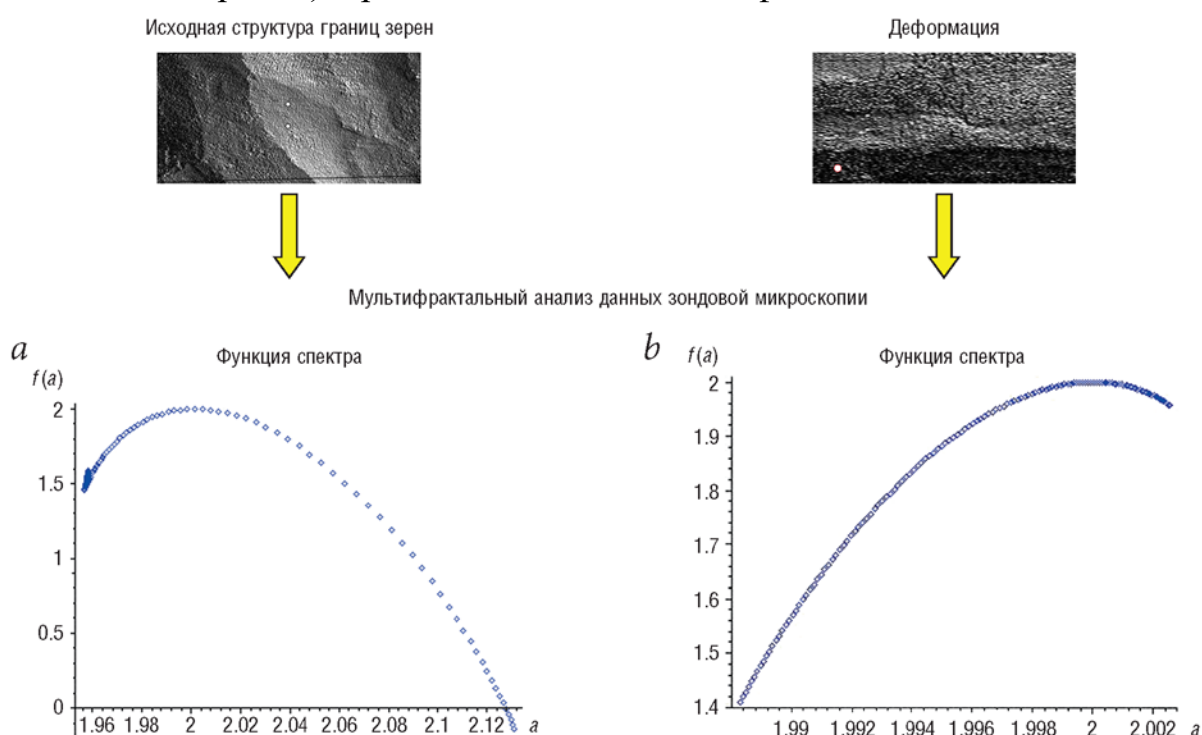 Исходная структура границ зерен
Деформация
Мультифрактальный анализ данных зондовой микроскопии
a
Функция спектра
f(a)
2
1.5
1
0.5
0
1.96 1.98 2 2.02 2.04 2.06 2.08 2.1 2.12 a
b
Функция спектра
f(a)
2
1.9
1.8
1.7
1.6
1.5
1.4
1.99 1.992 1.994 1.996 1.998 2 2.002 a